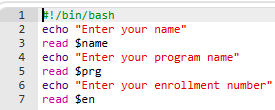 1 #!/bin/bash
2 echo "Enter your name"
3 read $name
4 echo "Enter your program name"
5 read $prg
6 echo "Enter your enrollment number"
7 read $en